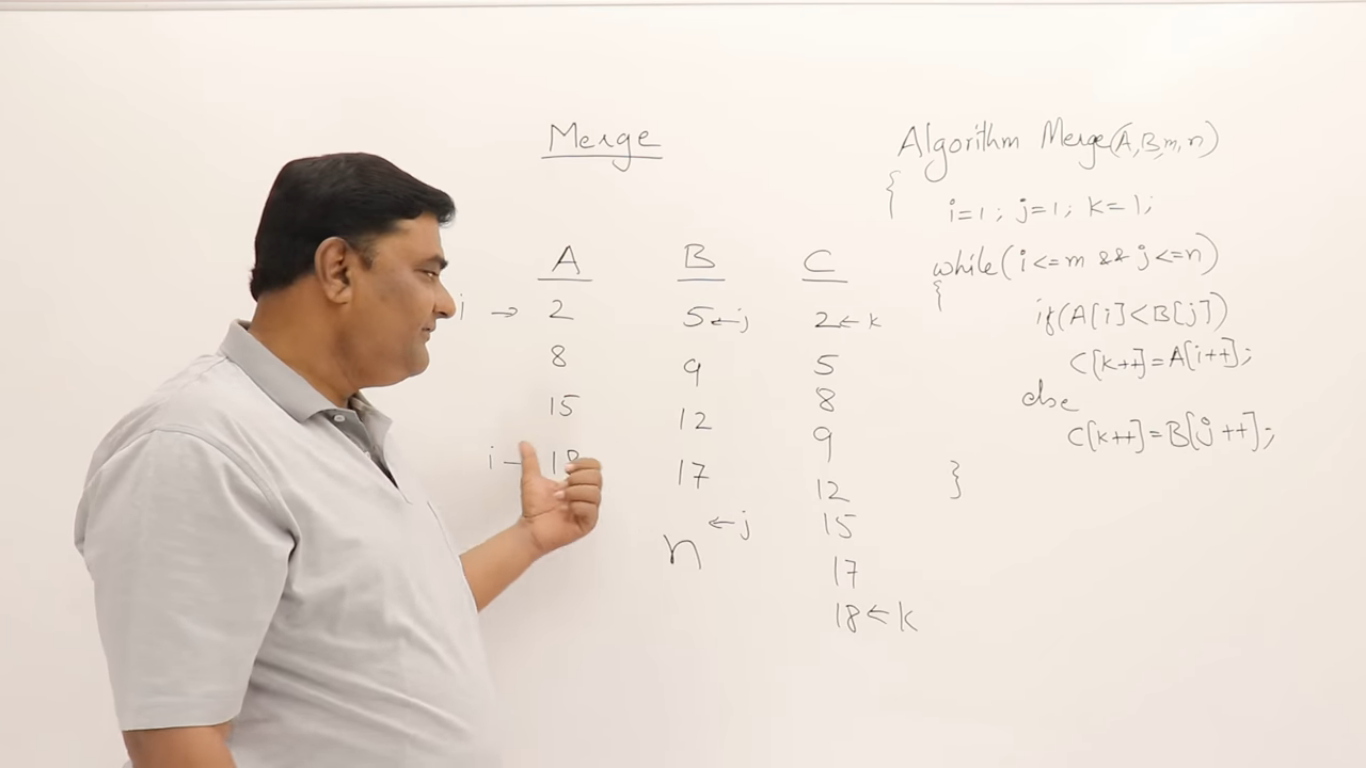 Merge
A B C
i → 2 5 ← j 2 ← k
8 9 5
15 12 8
i – 18 17 9
← j 12
n 15
17
18 ← k
Algorithm Merge(A,B,m,n)
{
i=1; j=1; k=1;
while(i<=m && j<=n)
{
if(A[i]<B[j])
C[k++]=A[i++];
else
C[k++]=B[j++];
}